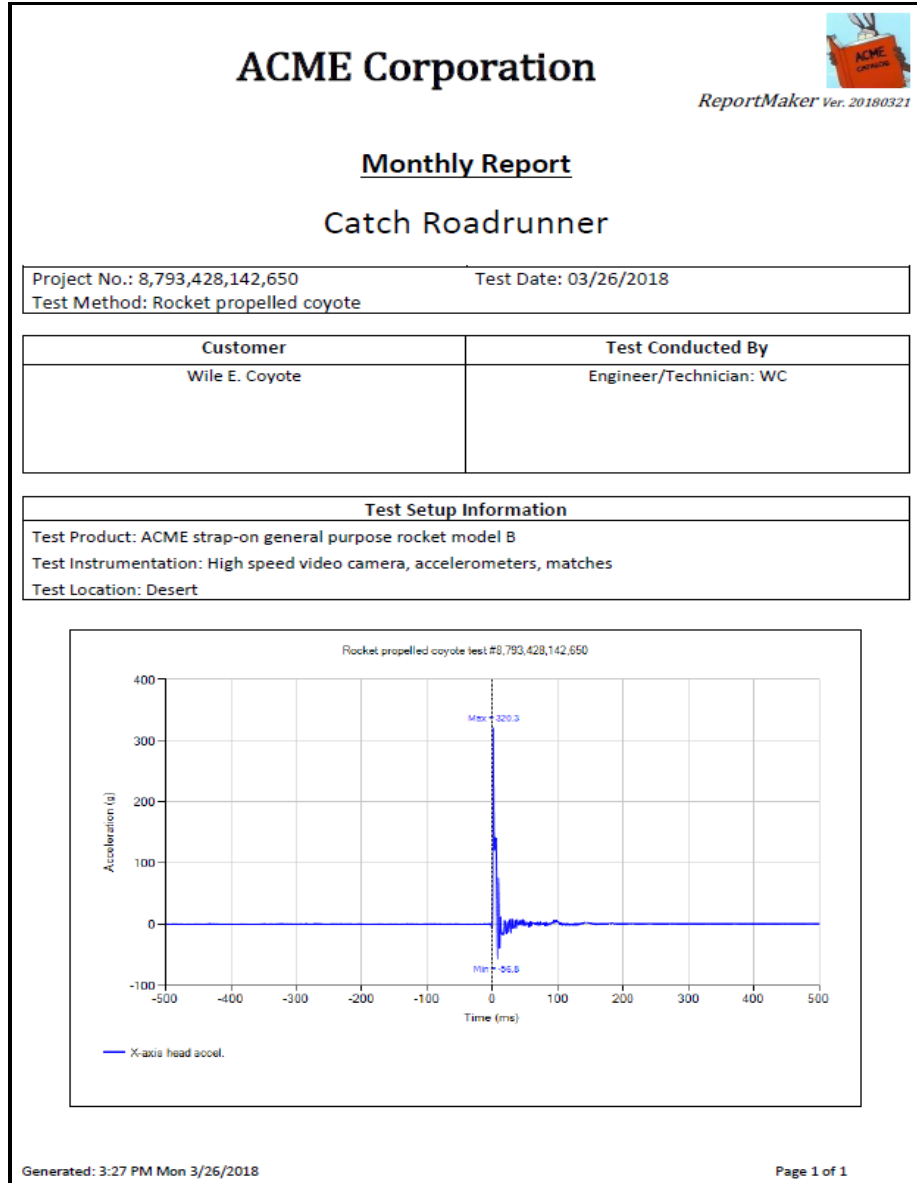 ACME Corporation
ACME
CATALOG
ReportMaker Ver. 20180321
Monthly Report
Catch Roadrunner
Project No.: 8,793,428,142,650 Test Date: 03/26/2018
Test Method: Rocket propelled coyote
Customer Test Conducted By
Wile E. Coyote Engineer/Technician: WC
Test Setup Information
Test Product: ACME strap-on general purpose rocket model B
Test Instrumentation: High speed video camera, accelerometers, matches
Test Location: Desert
Rocket propelled coyote test #8,793,428,142,650
400
Max = 320.3
300
200
Acceleration (g)
100
0
Min = -56.8
-100
-500 -400 -300 -200 -100 0 100 200 300 400 500
Time (ms)
X-axis head accel.
Generated: 3:27 PM Mon 3/26/2018 Page 1 of 1